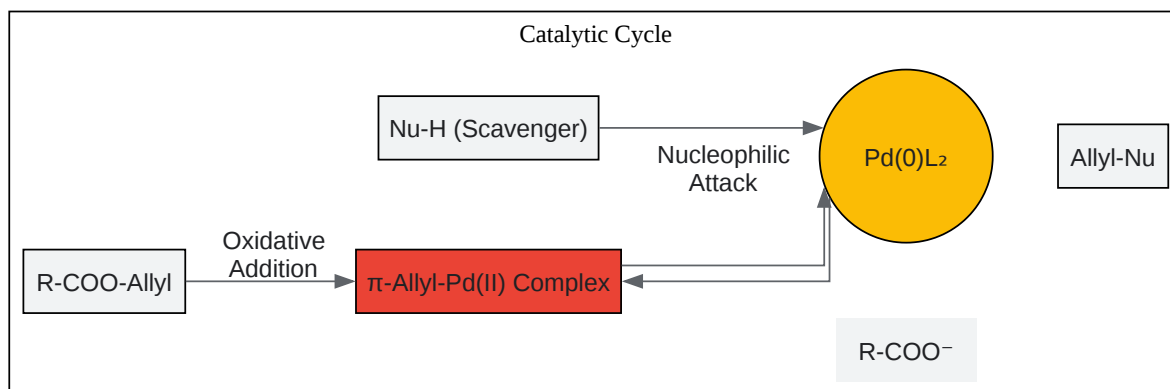 Catalytic Cycle
Nu-H (Scavenger)
Nucleophilic
Attack
Pd(0)L₂
Allyl-Nu
Oxidative
Addition
R-COO-Allyl
π-Allyl-Pd(II) Complex
R-COO⁻